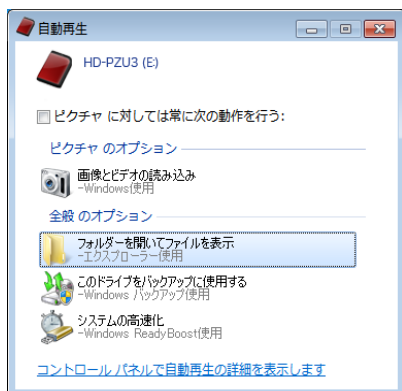 自動再生
HD-PZU3 (E:)
ピクチャ に対しては常に次の動作を行う:
ピクチャ のオプション
画像とビデオの読み込み
-Windows使用
全般 のオプション
フォルダーを開いてファイルを表示
-エクスプローラー使用
このドライブをバックアップに使用する
-Windows バックアップ使用
システムの高速化
-Windows ReadyBoost使用
コントロール パネルで自動再生の詳細を表示します